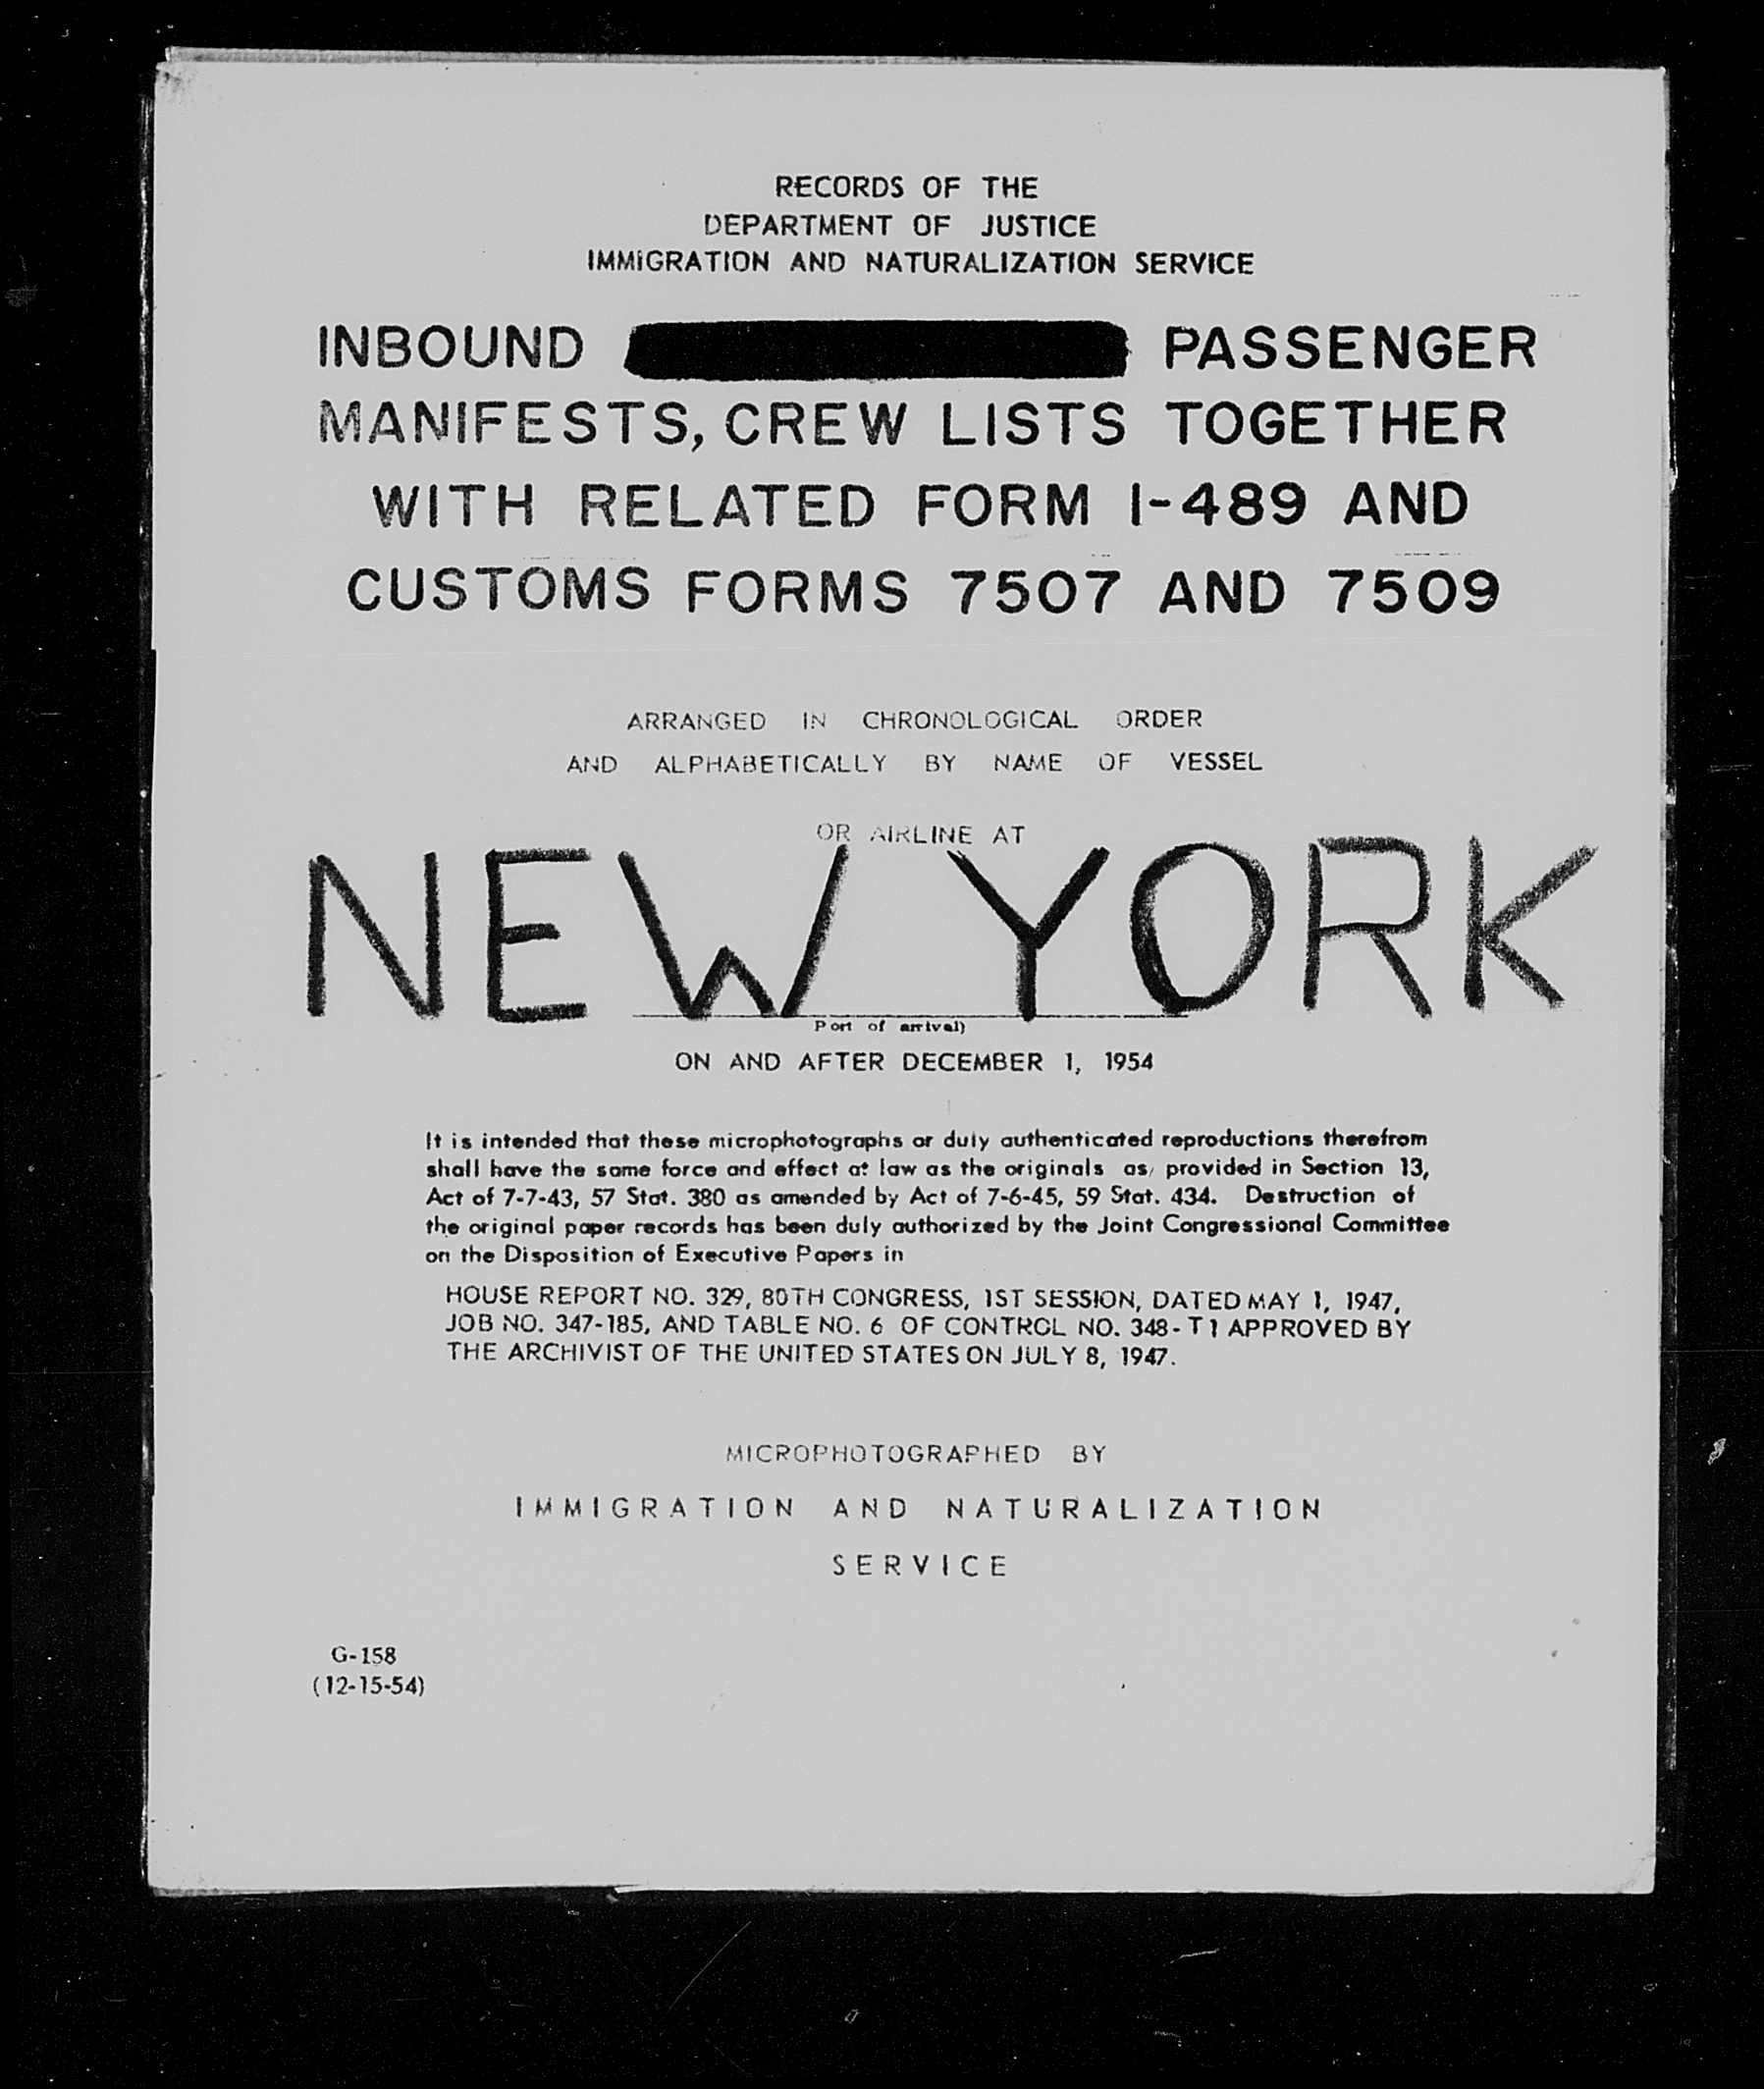 RECORDS OF THE
DEPARTMENT OF JUSTICE
IMMIGRATION AND NATURALIZATION SERVICE
INBOUND PASSENGER
MANIFESTS, CREW LISTS TOGETHER
WITH RELATED FORM I-489 AND
CUSTOMS FORMS 7507 AND 7509
ARRANGED IN CHRONOLOGICAL ORDER
AND ALPHABETICALLY BY NAME OF VESSEL
OR AIRLINE AT
NEW YORK
Port of arrival)
ON AND AFTER DECEMBER 1, 1954
It is intended that these microphotographs or duly authenticated reproductions therefrom
shall have the same force and effect at law as the originals as, provided in Section 13,
Act of 7-7-43, 57 Stat. 380 as amended by Act of 7-6-45, 59 Stat. 434. Destruction of
the original paper records has been duly authorized by the Joint Congressional Committee
on the Disposition of Executive Papers in
HOUSE REPORT NO. 329, 80TH CONGRESS, 1ST SESSION, DATED MAY 1, 1947,
JOB NO. 347-185, AND TABLE NO. 6 OF CONTROL NO. 348-T1 APPROVED BY
THE ARCHIVIST OF THE UNITED STATES ON JULY 8, 1947.
MICROPHOTOGRAPHED BY
IMMIGRATION AND NATURALIZATION
SERVICE
G-158
(12-15-54)